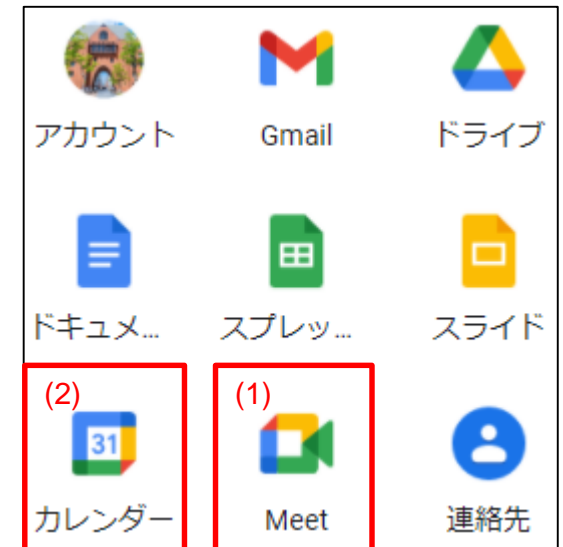 アカウント
Gmail
ドライブ
ドキュメ...
スプレッ...
スライド
(2)
31
カレンダー
(1)
Meet
連絡先